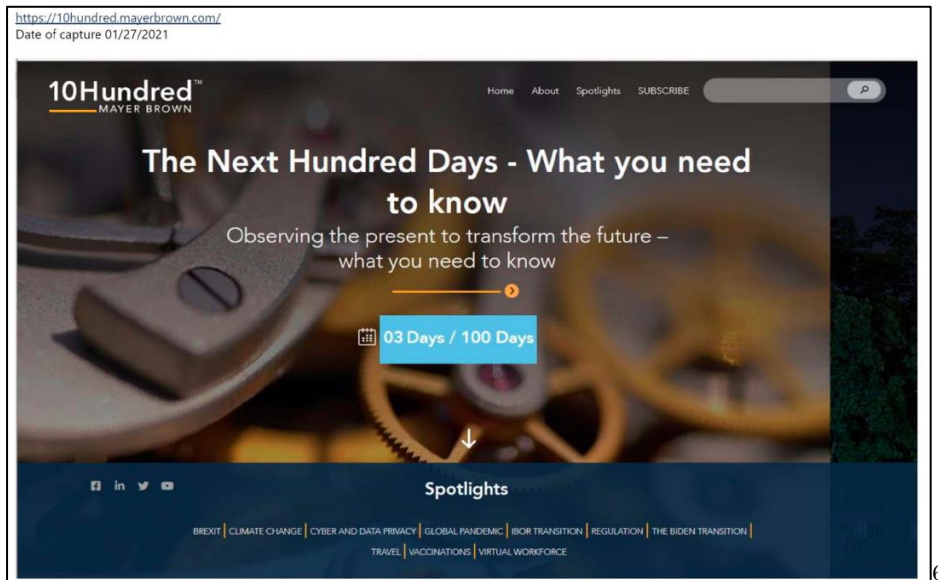 https://10hundred.mayerbrown.com/
Date of capture 01/27/2021
10Hundred™
MAYER BROWN
Home About Spotlights SUBSCRIBE
The Next Hundred Days - What you need
to know
Observing the present to transform the future –
what you need to know
03 Days / 100 Days
Spotlights
BREXIT | CLIMATE CHANGE | CYBER AND DATA PRIVACY | GLOBAL PANDEMIC | IBOR TRANSITION | REGULATION | THE BIDEN TRANSITION |
TRAVEL | VACCINATIONS | VIRTUAL WORKFORCE